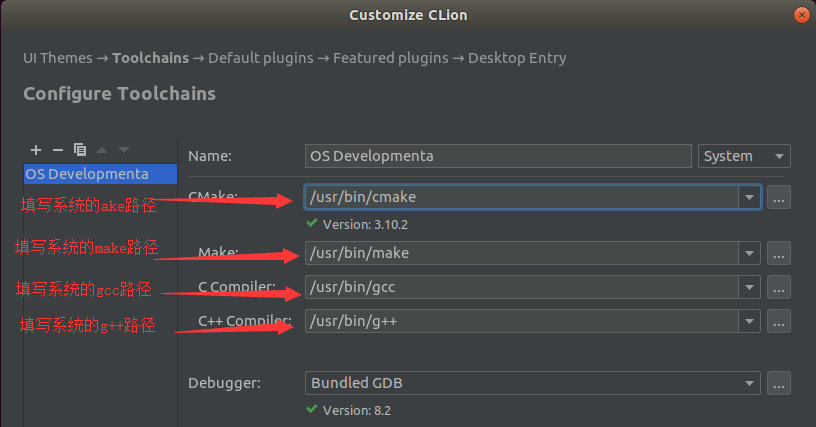 Customize CLion
UI Themes → Toolchains → Default plugins → Featured plugins → Desktop Entry
Configure Toolchains
OS Developmenta
Name: OS Developmenta System
填写系统的ake路径 CMake: /usr/bin/cmake ...
Version: 3.10.2
填写系统的make路径 Make: /usr/bin/make ...
填写系统的gcc路径 C Compiler: /usr/bin/gcc ...
填写系统的g++路径 C++ Compiler: /usr/bin/g++ ...
Debugger: Bundled GDB ...
Version: 8.2